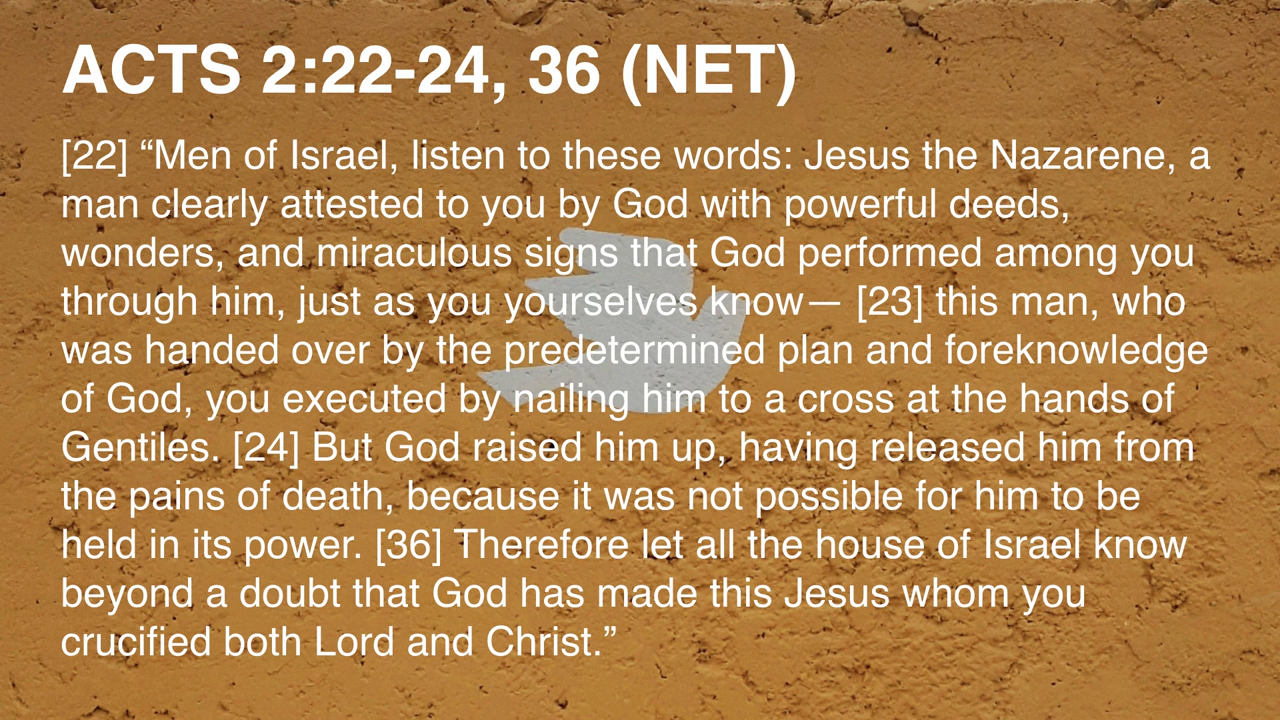 ACTS 2:22-24, 36 (NET)
[22] “Men of Israel, listen to these words: Jesus the Nazarene, a
man clearly attested to you by God with powerful deeds,
wonders, and miraculous signs that God performed among you
through him, just as you yourselves know— [23] this man, who
was handed over by the predetermined plan and foreknowledge
of God, you executed by nailing him to a cross at the hands of
Gentiles. [24] But God raised him up, having released him from
the pains of death, because it was not possible for him to be
held in its power. [36] Therefore let all the house of Israel know
beyond a doubt that God has made this Jesus whom you
crucified both Lord and Christ.”